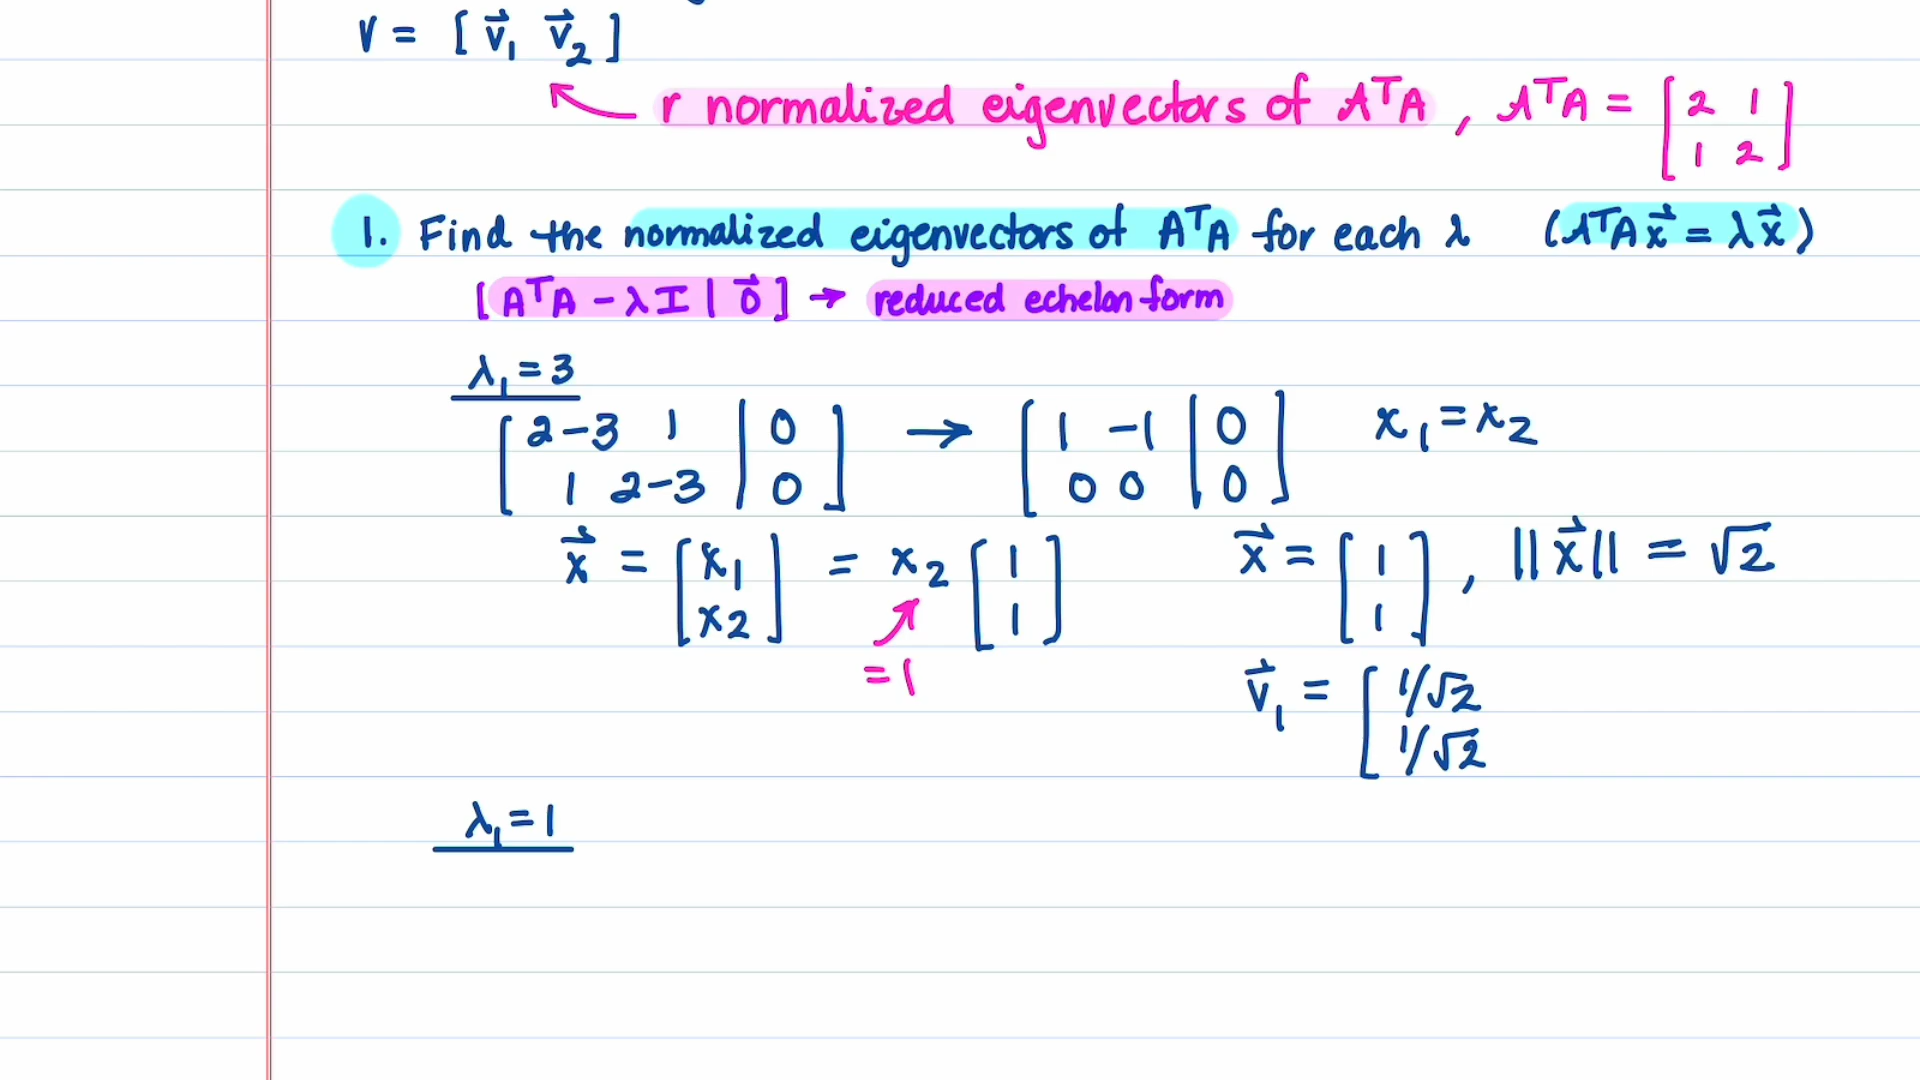 V = [ v⃗₁ v⃗₂ ]
r normalized eigenvectors of AᵀA , AᵀA = [ 2 1
1 2 ]
1. Find the normalized eigenvectors of AᵀA for each λ (AᵀAx⃗ = λx⃗)
[ AᵀA - λI | 0⃗ ] → reduced echelon form
λ₁ = 3
[ 2-3 1 | 0 ] → [ 1 -1 | 0 ] x₁ = x₂
[ 1 2-3 | 0 ] [ 0 0 | 0 ]
x⃗ = [ x₁ = x₂ [ 1 x⃗ = [ 1 , ||x⃗|| = √2
x₂ ] 1 ] 1 ]
= 1
v⃗₁ = [ 1/√2
1/√2
λ₁ = 1